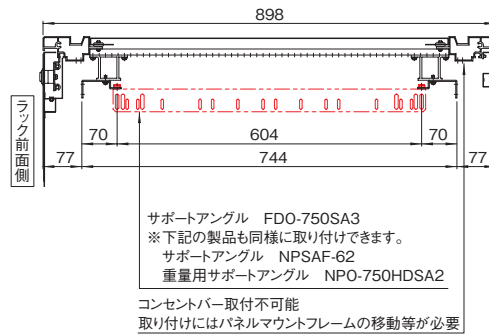 898
ラック前面側
70
604
70
77
744
77
サポートアングル FDO-750SA3
※下記の製品も同様に取り付けできます。
サポートアングル NPSAF-62
重量用サポートアングル NPO-750HDSA2
コンセントバー取付不可能
取り付けにはパネルマウントフレームの移動等が必要